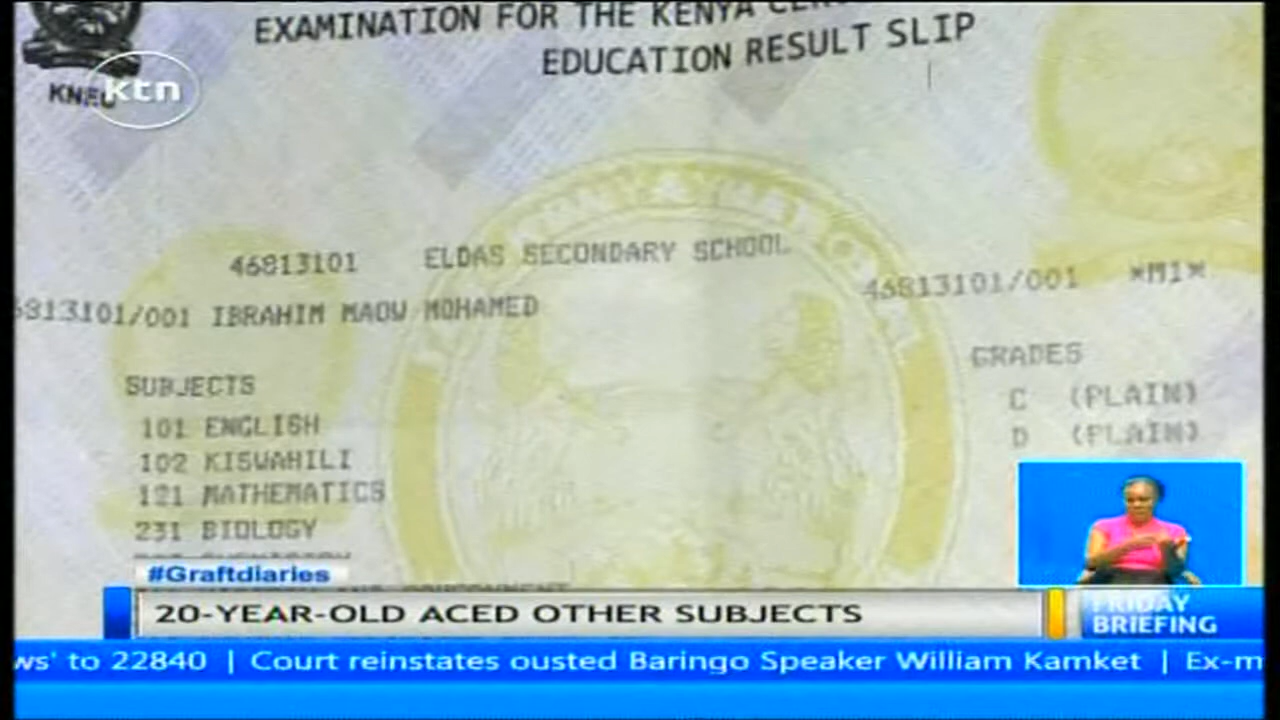 EXAMINATION FOR THE KENYA
EDUCATION RESULT SLIP
KNEC
ktn
46813101 ELDAS SECONDARY SCHOOL
46813101/001 *M1*
6813101/001 IBRAHIM MAOW MOHAMED
SUBJECTS GRADES
101 ENGLISH C (PLAIN)
102 KISWAHILI D (PLAIN)
121 MATHEMATICS
231 BIOLOGY
#Graftdiaries
20-YEAR-OLD ACED OTHER SUBJECTS
FRIDAY
BRIEFING
ws' to 22840 | Court reinstates ousted Baringo Speaker William Kamket | Ex-m